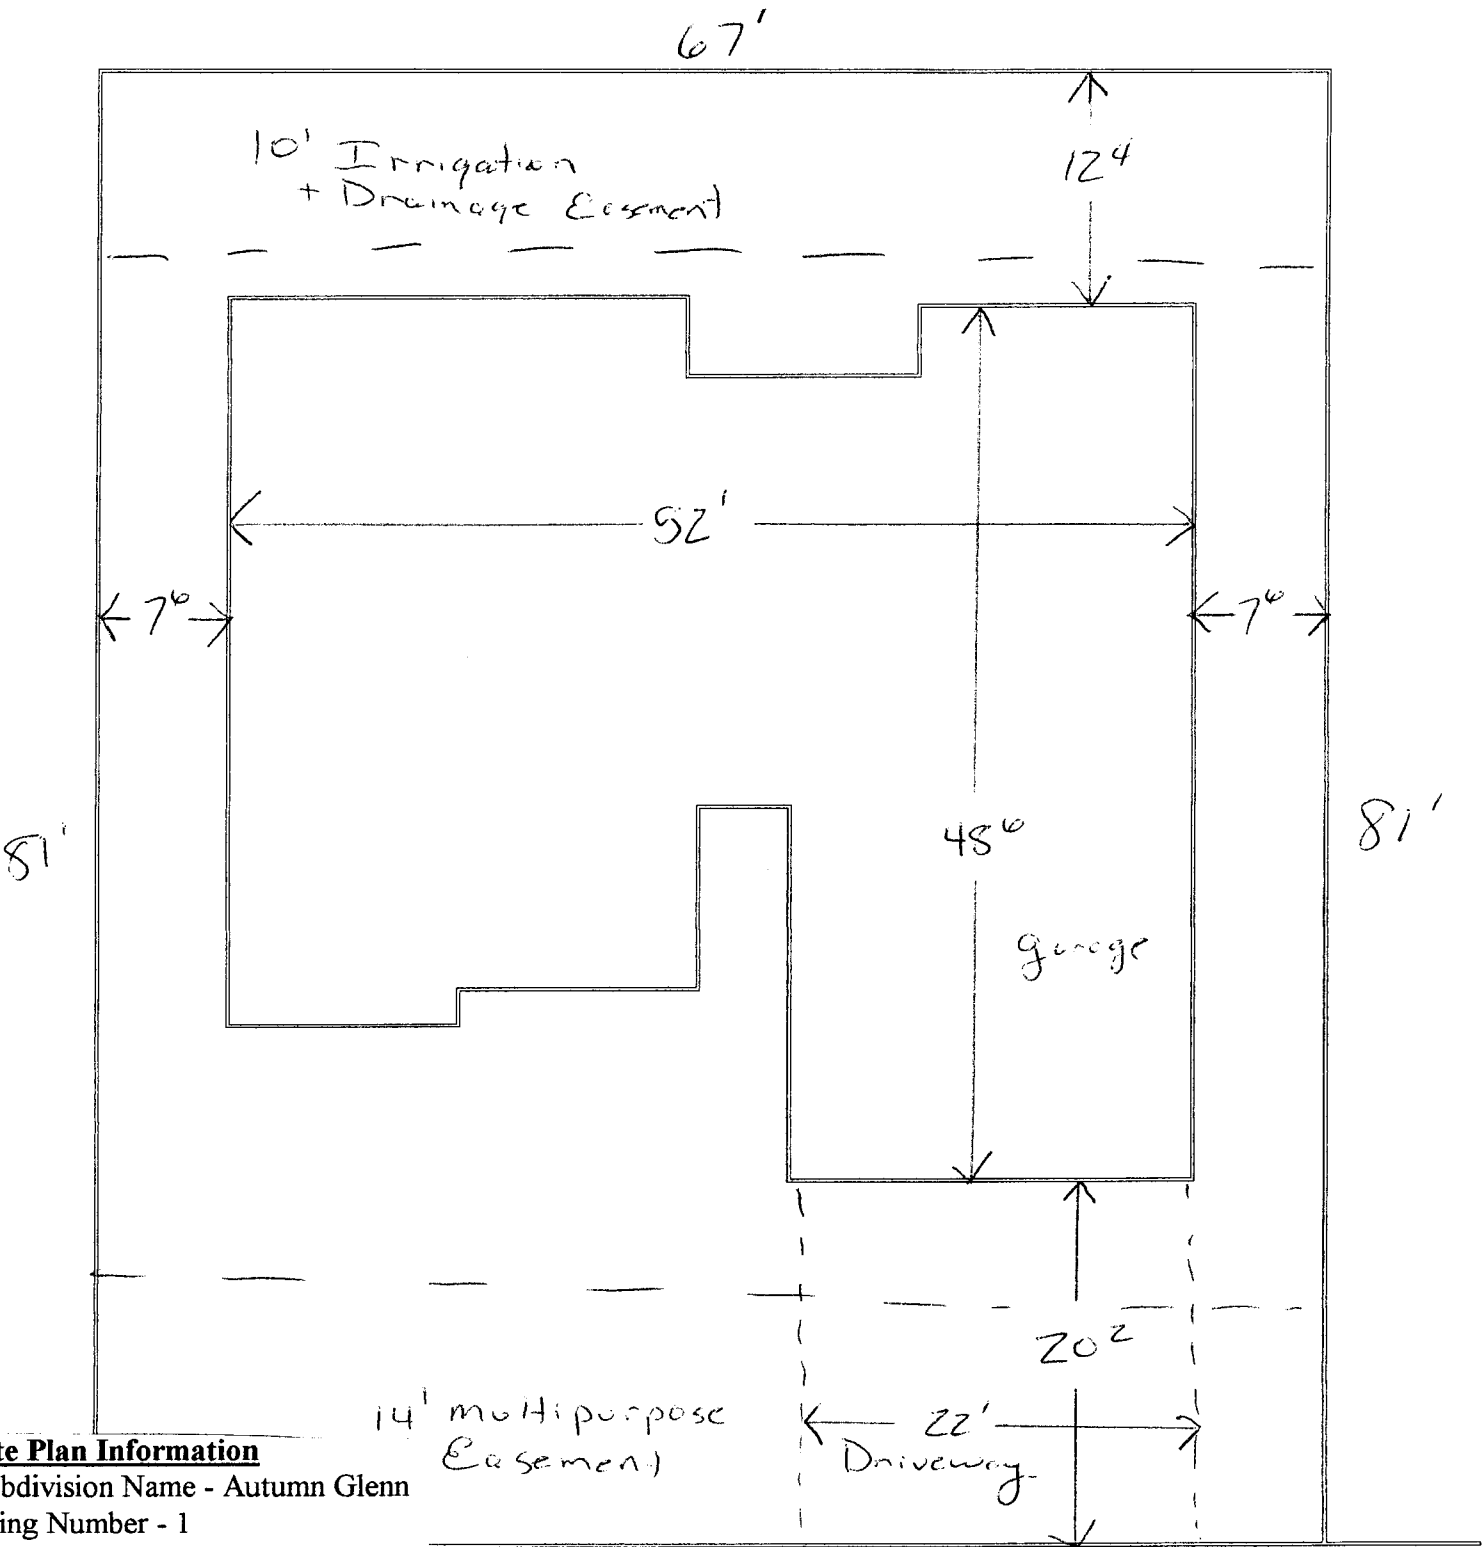 67'
10' Irrigation
+ Drainage Easement
12⁴
52'
7⁶
7⁶
81'
48⁶
81'
garage
20²
14' multipurpose
Easement
22'
Driveway
te Plan Information
bdivision Name - Autumn Glenn
ing Number - 1